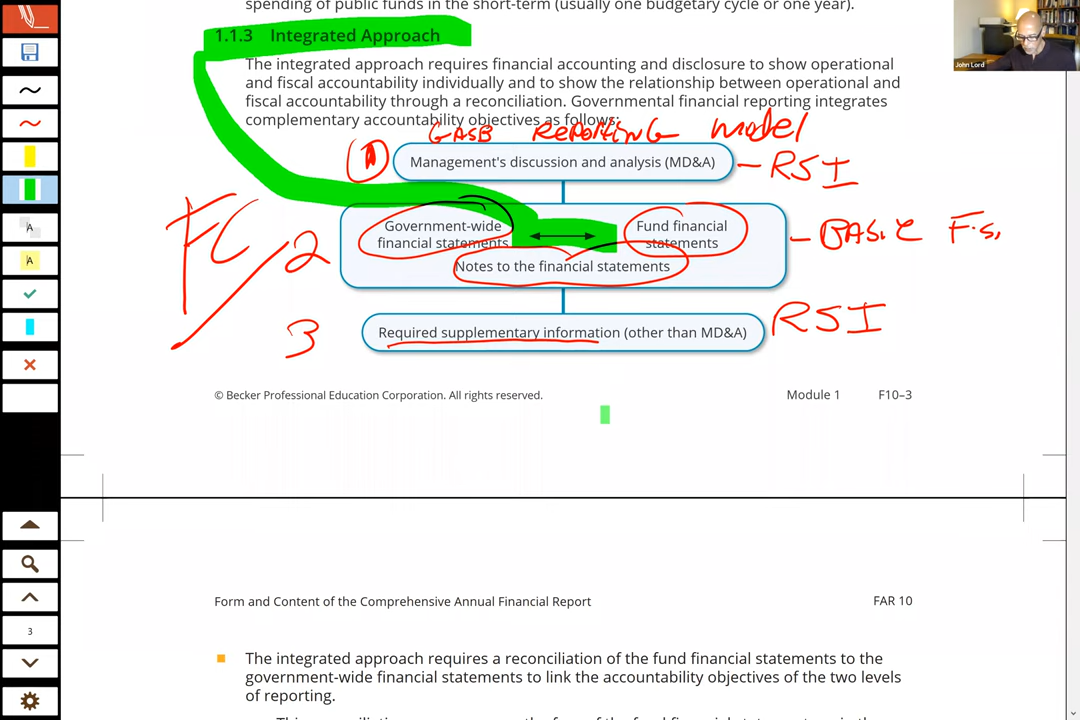 spending of public funds in the short-term (usually one budgetary cycle or one year).
1.1.3 Integrated Approach
John Lord
The integrated approach requires financial accounting and disclosure to show operational
and fiscal accountability individually and to show the relationship between operational and
fiscal accountability through a reconciliation. Governmental financial reporting integrates
complementary accountability objectives as follows:
GASB REPORTING MODEL
1 Management's discussion and analysis (MD&A) – RSI
FC
2
Government-wide
financial statements
Fund financial
statements
Notes to the financial statements
– BASIC F.S.
3 Required supplementary information (other than MD&A) RSI
© Becker Professional Education Corporation. All rights reserved. Module 1 F10–3
A
A
3
Form and Content of the Comprehensive Annual Financial Report FAR 10
The integrated approach requires a reconciliation of the fund financial statements to the
government-wide financial statements to link the accountability objectives of the two levels
of reporting.